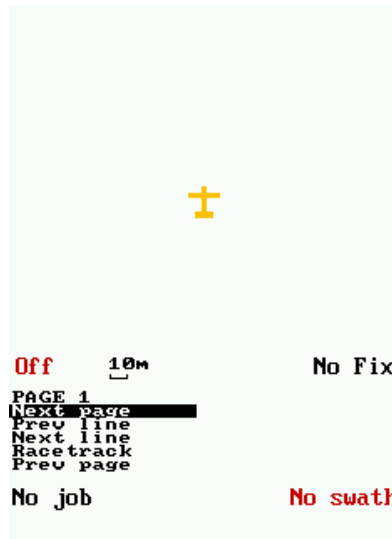 Off 10m No Fix
PAGE 1
Next page
Prev line
Next line
Racetrack
Prev page
No job No swath